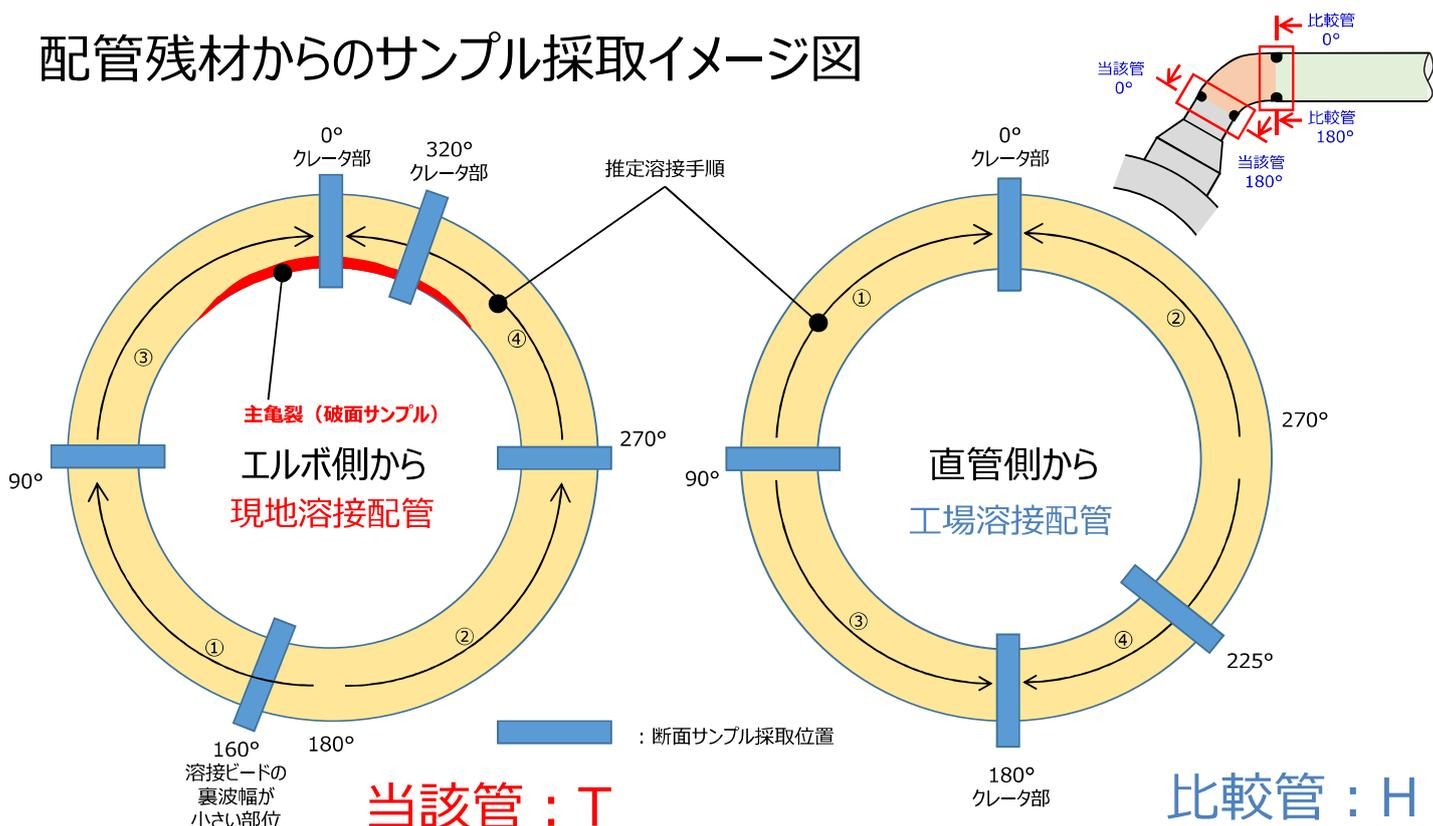 配管残材からのサンプル採取イメージ図
比較管
0°
当該管
0°
比較管
180°
当該管
180°
0°
クレータ部
320°
クレータ部
推定溶接手順
0°
クレータ部
③
④
①
②
主亀裂（破面サンプル）
エルボ側から
現地溶接配管
270°
90°
直管側から
工場溶接配管
270°
90°
①
②
③
④
225°
160°
溶接ビードの
裏波幅が
小さい部位
180°
：断面サンプル採取位置
180°
クレータ部
当該管：T
比較管：H